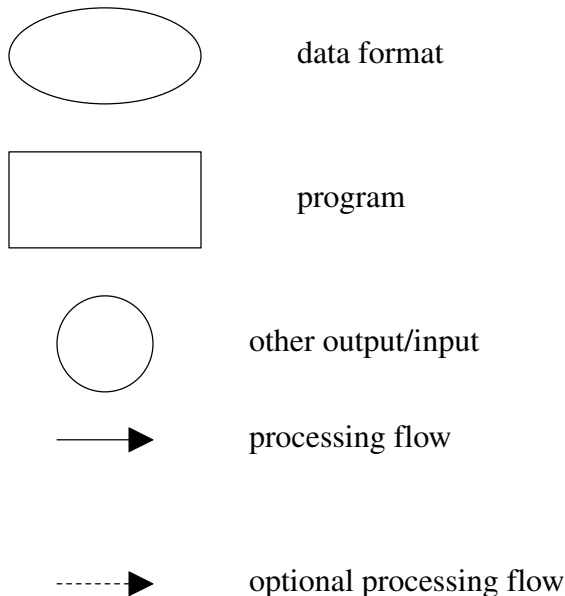 data format
program
other output/input
processing flow
optional processing flow